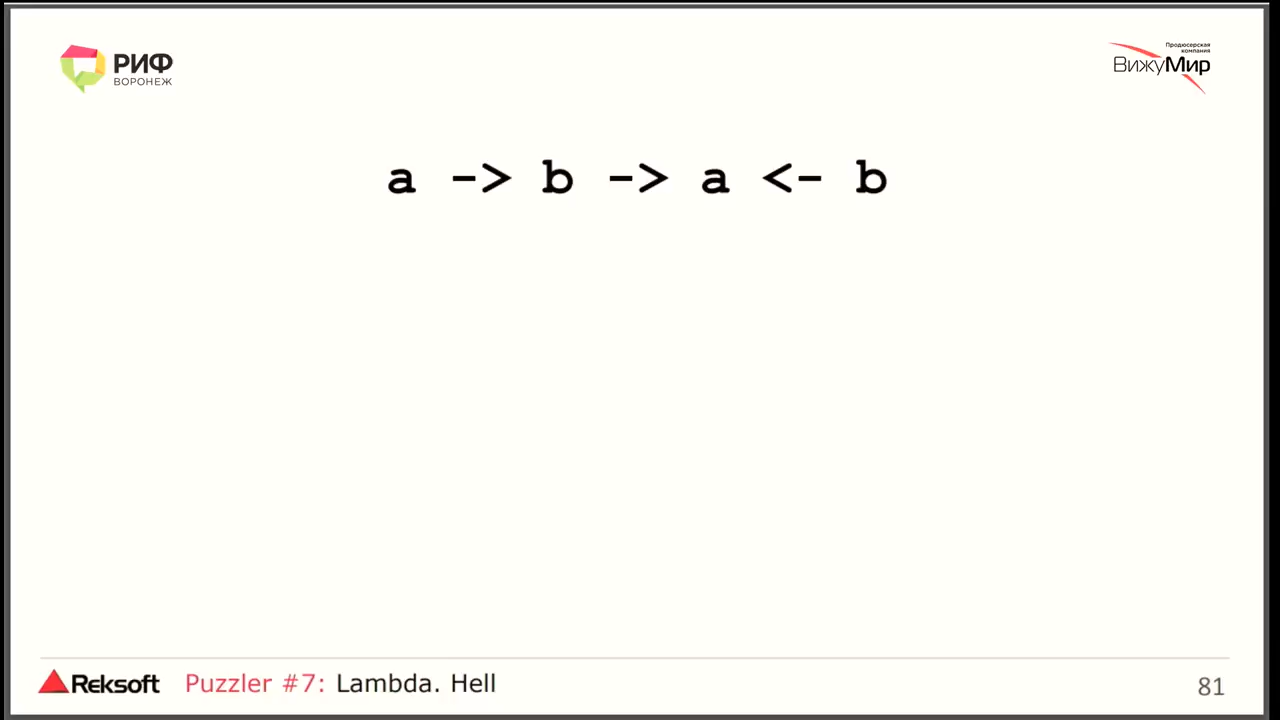 РИФ
ВОРОНЕЖ
Продюсерская
компания
ВижуМир
a -> b -> a <- b
Reksoft
Puzzler #7: Lambda. Hell
81